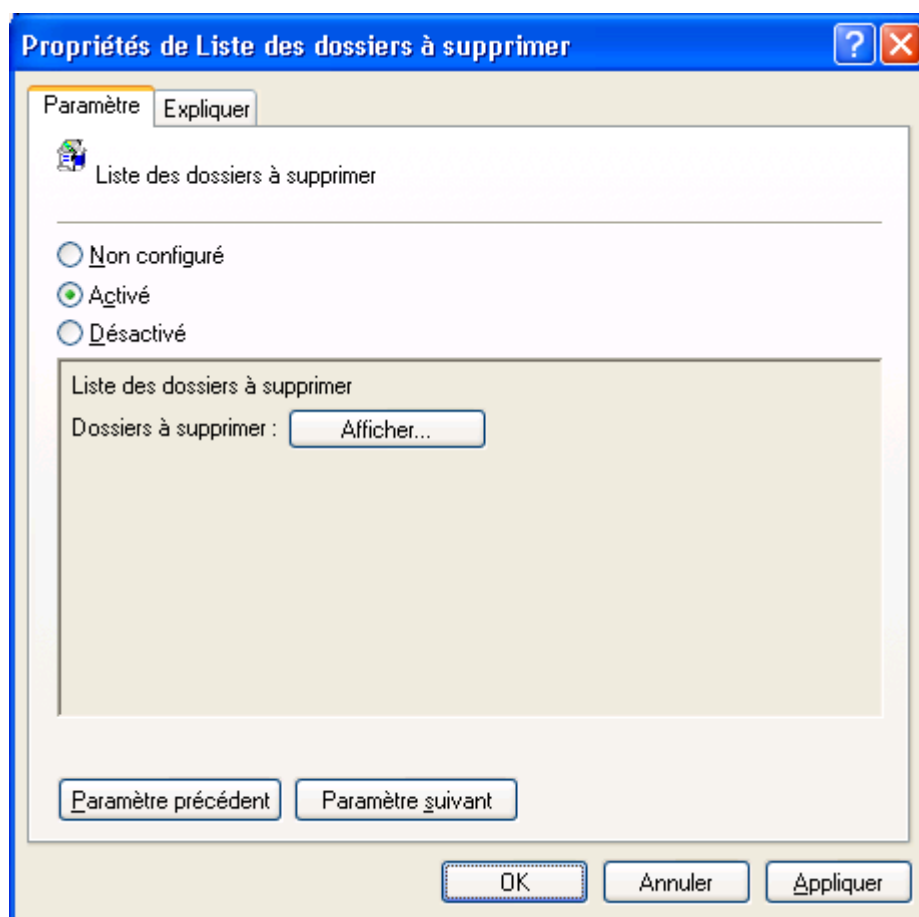 Propriétés de Liste des dossiers à supprimer
Paramètre Expliquer
Liste des dossiers à supprimer
Non configuré
Activé
Désactivé
Liste des dossiers à supprimer
Dossiers à supprimer : Afficher...
Paramètre précédent Paramètre suivant
OK Annuler Appliquer